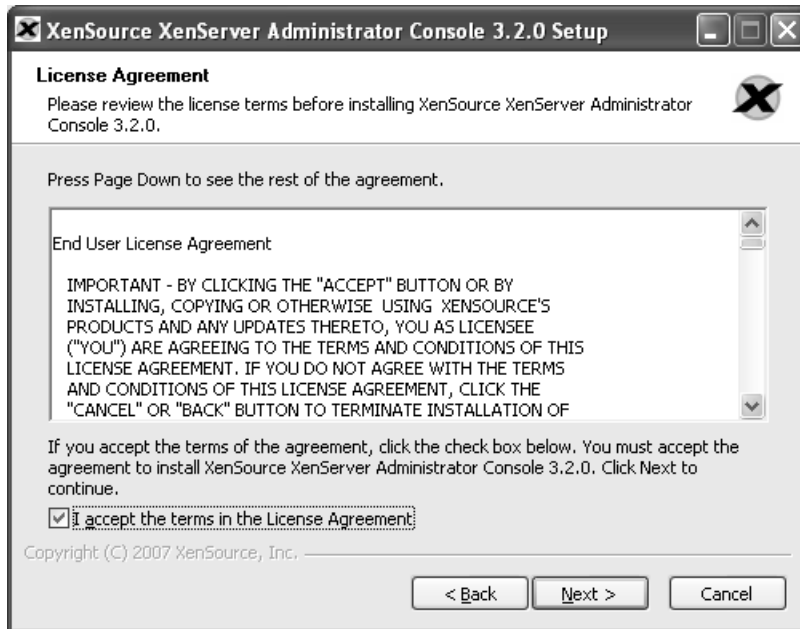 XenSource XenServer Administrator Console 3.2.0 Setup
License Agreement
Please review the license terms before installing XenSource XenServer Administrator
Console 3.2.0.
Press Page Down to see the rest of the agreement.
End User License Agreement
IMPORTANT - BY CLICKING THE "ACCEPT" BUTTON OR BY
INSTALLING, COPYING OR OTHERWISE USING XENSOURCE'S
PRODUCTS AND ANY UPDATES THERETO, YOU AS LICENSEE
("YOU") ARE AGREEING TO THE TERMS AND CONDITIONS OF THIS
LICENSE AGREEMENT. IF YOU DO NOT AGREE WITH THE TERMS
AND CONDITIONS OF THIS LICENSE AGREEMENT, CLICK THE
"CANCEL" OR "BACK" BUTTON TO TERMINATE INSTALLATION OF
If you accept the terms of the agreement, click the check box below. You must accept the
agreement to install XenSource XenServer Administrator Console 3.2.0. Click Next to
continue.
I accept the terms in the License Agreement
Copyright (C) 2007 XenSource, Inc.
< Back Next > Cancel